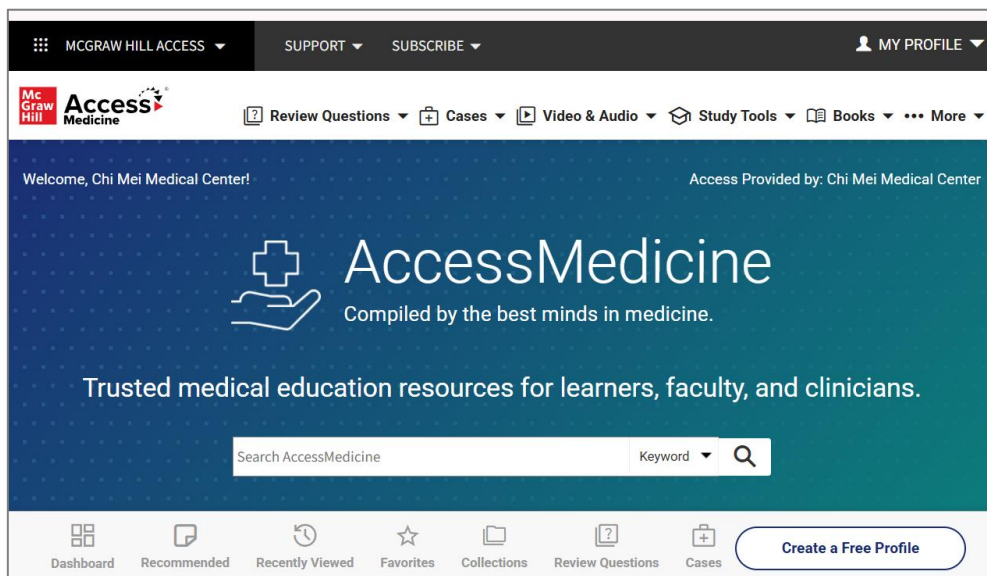 MCGRAW HILL ACCESS SUPPORT SUBSCRIBE MY PROFILE
Mc
Graw
Hill
Access
Medicine
Review Questions Cases Video & Audio Study Tools Books More
Welcome, Chi Mei Medical Center! Access Provided by: Chi Mei Medical Center
AccessMedicine
Compiled by the best minds in medicine.
Trusted medical education resources for learners, faculty, and clinicians.
Search AccessMedicine Keyword
Dashboard Recommended Recently Viewed Favorites Collections Review Questions Cases Create a Free Profile